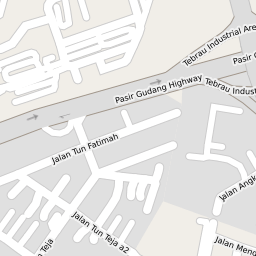 Tebrau Industrial Are
Pasir G
Pasir Gudang Highway
Tebrau Indust
Jalan Tun Fatimah
Jalan Angk
Jalan Tun Teja a2
Teja
Jalan Meng